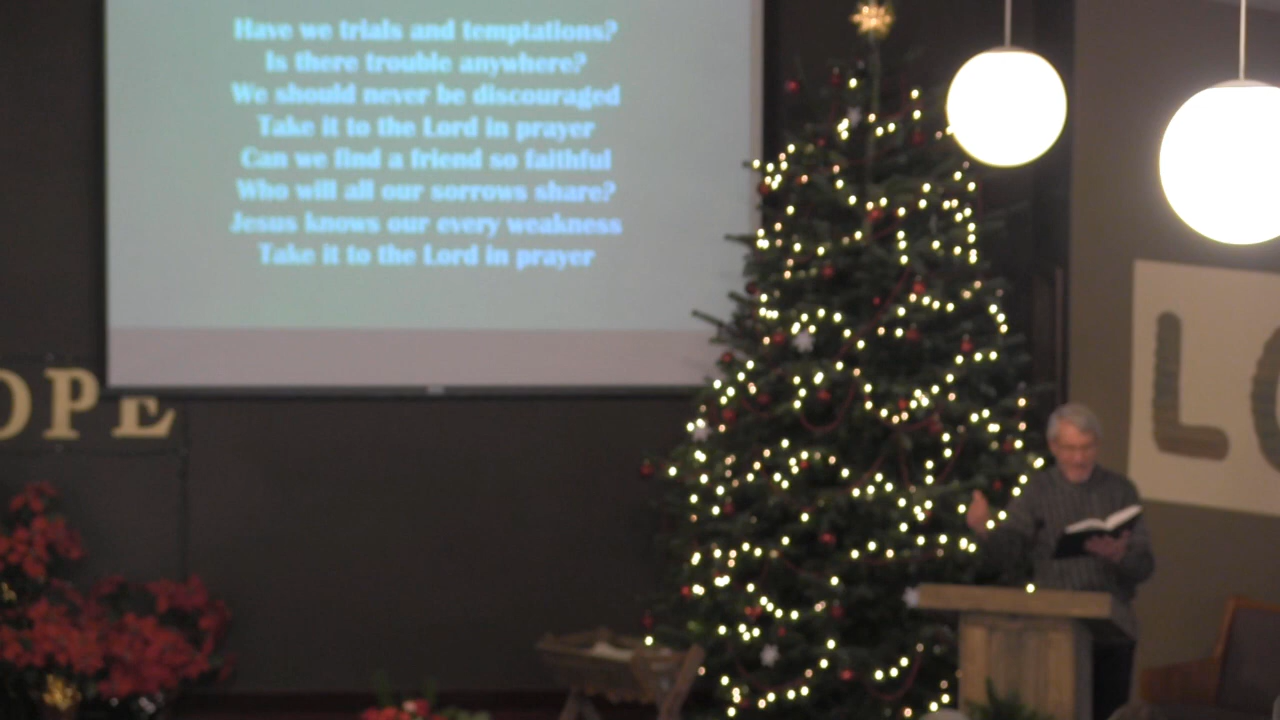 Have we trials and temptations?
Is there trouble anywhere?
We should never be discouraged
Take it to the Lord in prayer
Can we find a friend so faithful
Who will all our sorrows share?
Jesus knows our every weakness
Take it to the Lord in prayer
OPE
LO